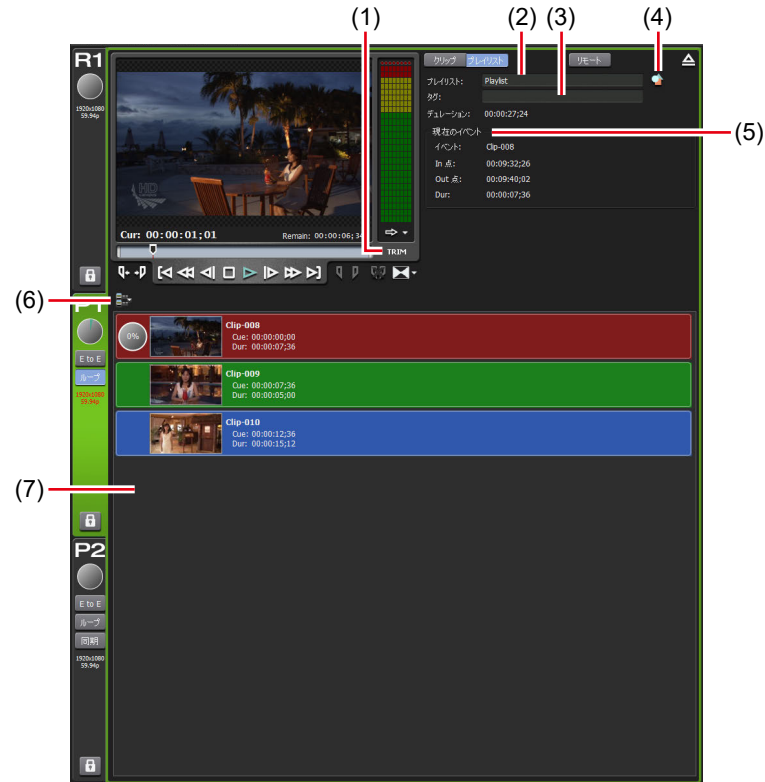 (1)
(2)
(3)
(4)
R1
1920x1080
59.94p
クリップ
プレイリスト
リモート
プレイリスト:
Playlist
タグ:
デュレーション:
00:00:27;24
(5)
現在のイベント
イベント:
Clip-008
In 点:
00:09:32;26
Out 点:
00:09:40;02
Dur:
00:00:07;36
HD
Cur: 00:00:01;01
Remain: 00:00:06;34
TRIM
(6)
P1
E to E
ループ
1920x1080
59.94p
0%
Clip-008
Cue: 00:00:00;00
Dur: 00:00:07;36
Clip-009
Cue: 00:00:07;36
Dur: 00:00:05;00
Clip-010
Cue: 00:00:12;36
Dur: 00:00:15;12
(7)
P2
E to E
ループ
同期
1920x1080
59.94p